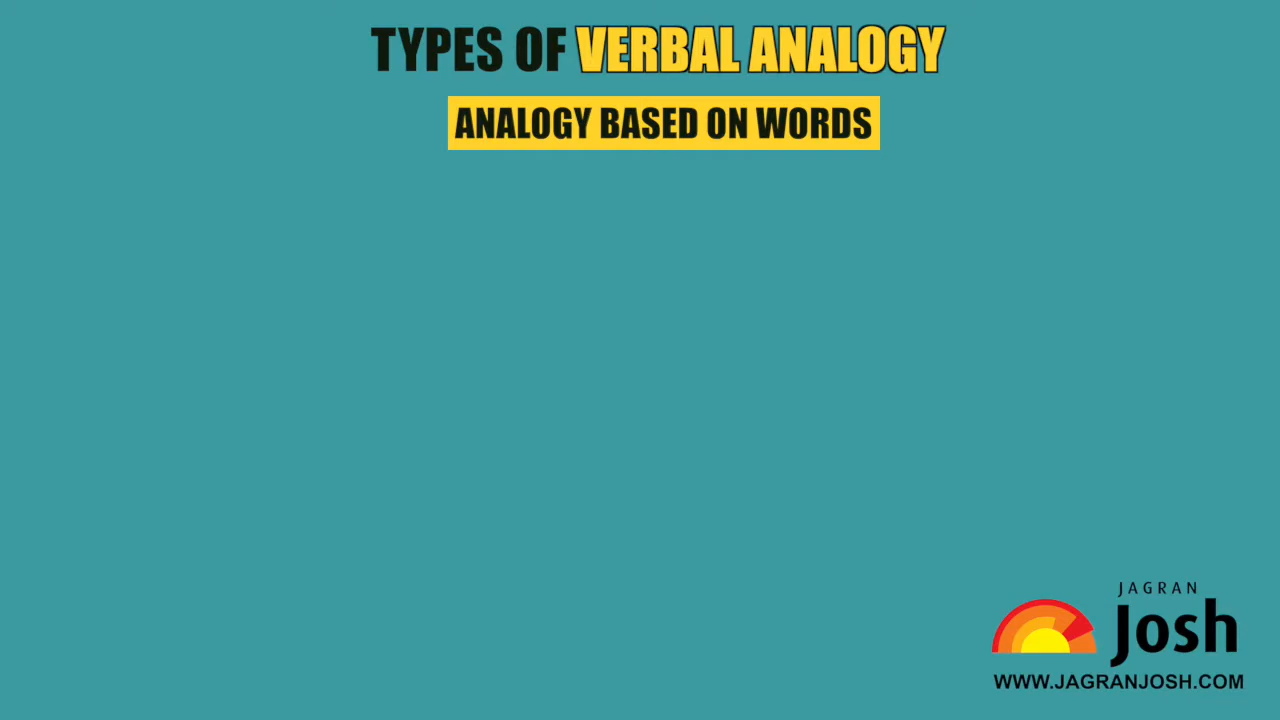 TYPES OF VERBAL ANALOGY
ANALOGY BASED ON WORDS
JAGRAN
Josh
WWW.JAGRANJOSH.COM